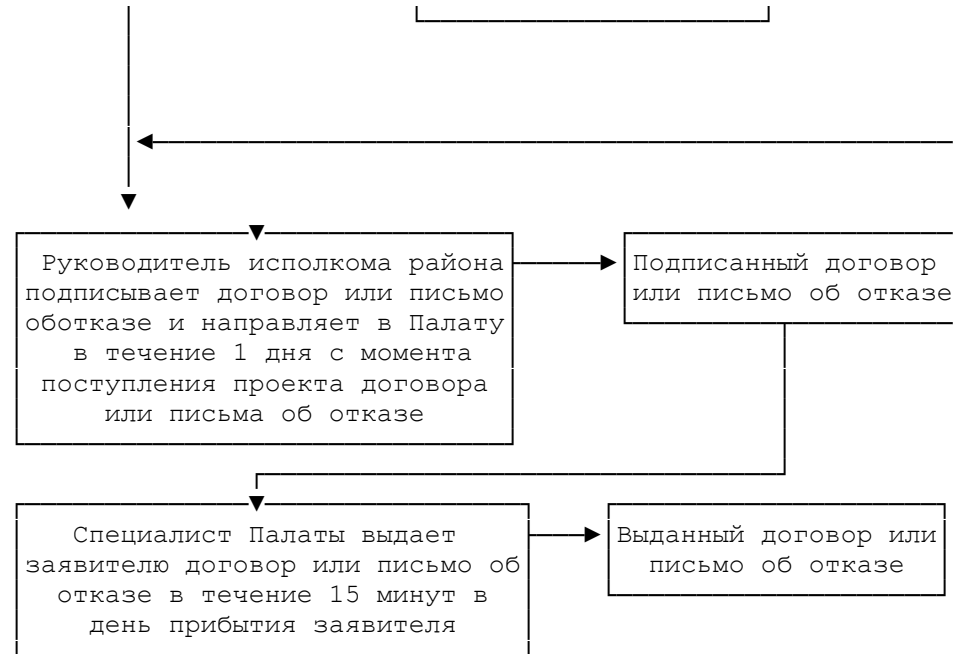 Руководитель исполкома района
подписывает договор или письмо
оботказе и направляет в Палату
в течение 1 дня с момента
поступления проекта договора
или письма об отказе
Подписанный договор
или письмо об отказе
Специалист Палаты выдает
заявителю договор или письмо об
отказе в течение 15 минут в
день прибытия заявителя
Выданный договор или
письмо об отказе